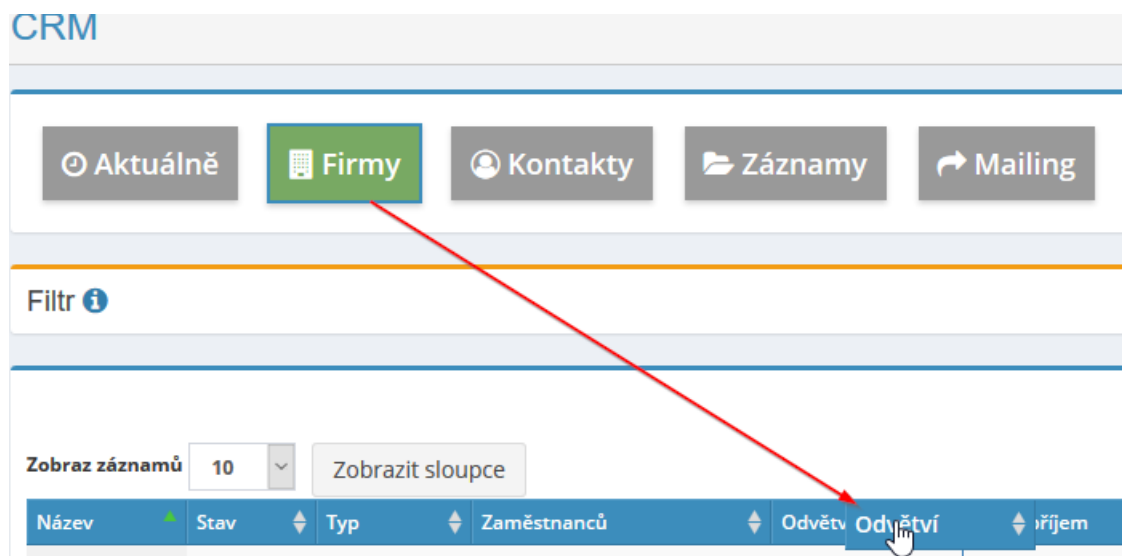 CRM
Aktuálně Firmy Kontakty Záznamy Mailing
Filtr
Zobraz záznamů 10 Zobrazit sloupce
Název Stav Typ Zaměstnanců Odvětví